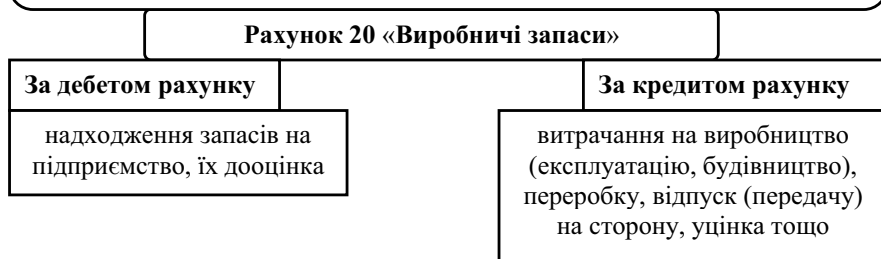 Рахунок 20 «Виробничі запаси»
За дебетом рахунку
За кредитом рахунку
надходження запасів на
підприємство, їх дооцінка
витрачання на виробництво
(експлуатацію, будівництво),
переробку, відпуск (передачу)
на сторону, уцінка тощо